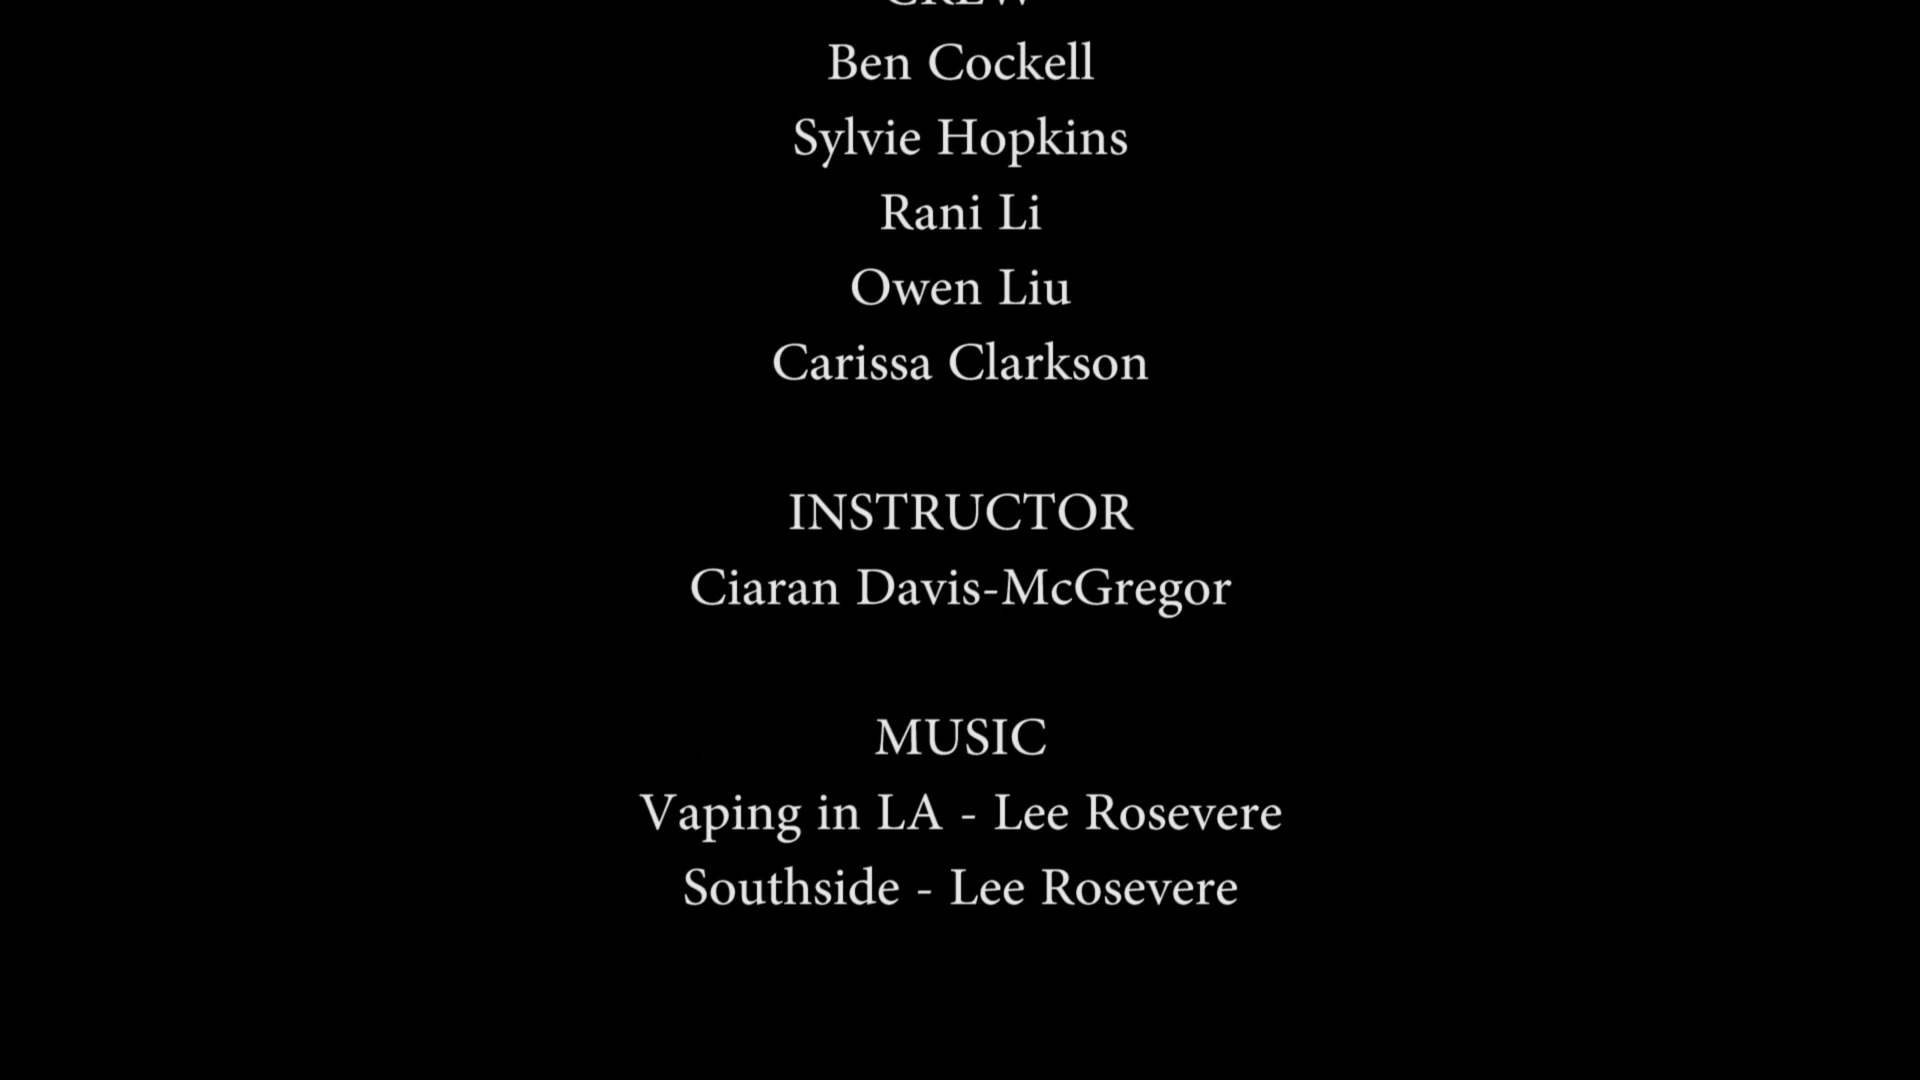 CREW
Ben Cockell
Sylvie Hopkins
Rani Li
Owen Liu
Carissa Clarkson
INSTRUCTOR
Ciaran Davis-McGregor
MUSIC
Vaping in LA - Lee Rosevere
Southside - Lee Rosevere